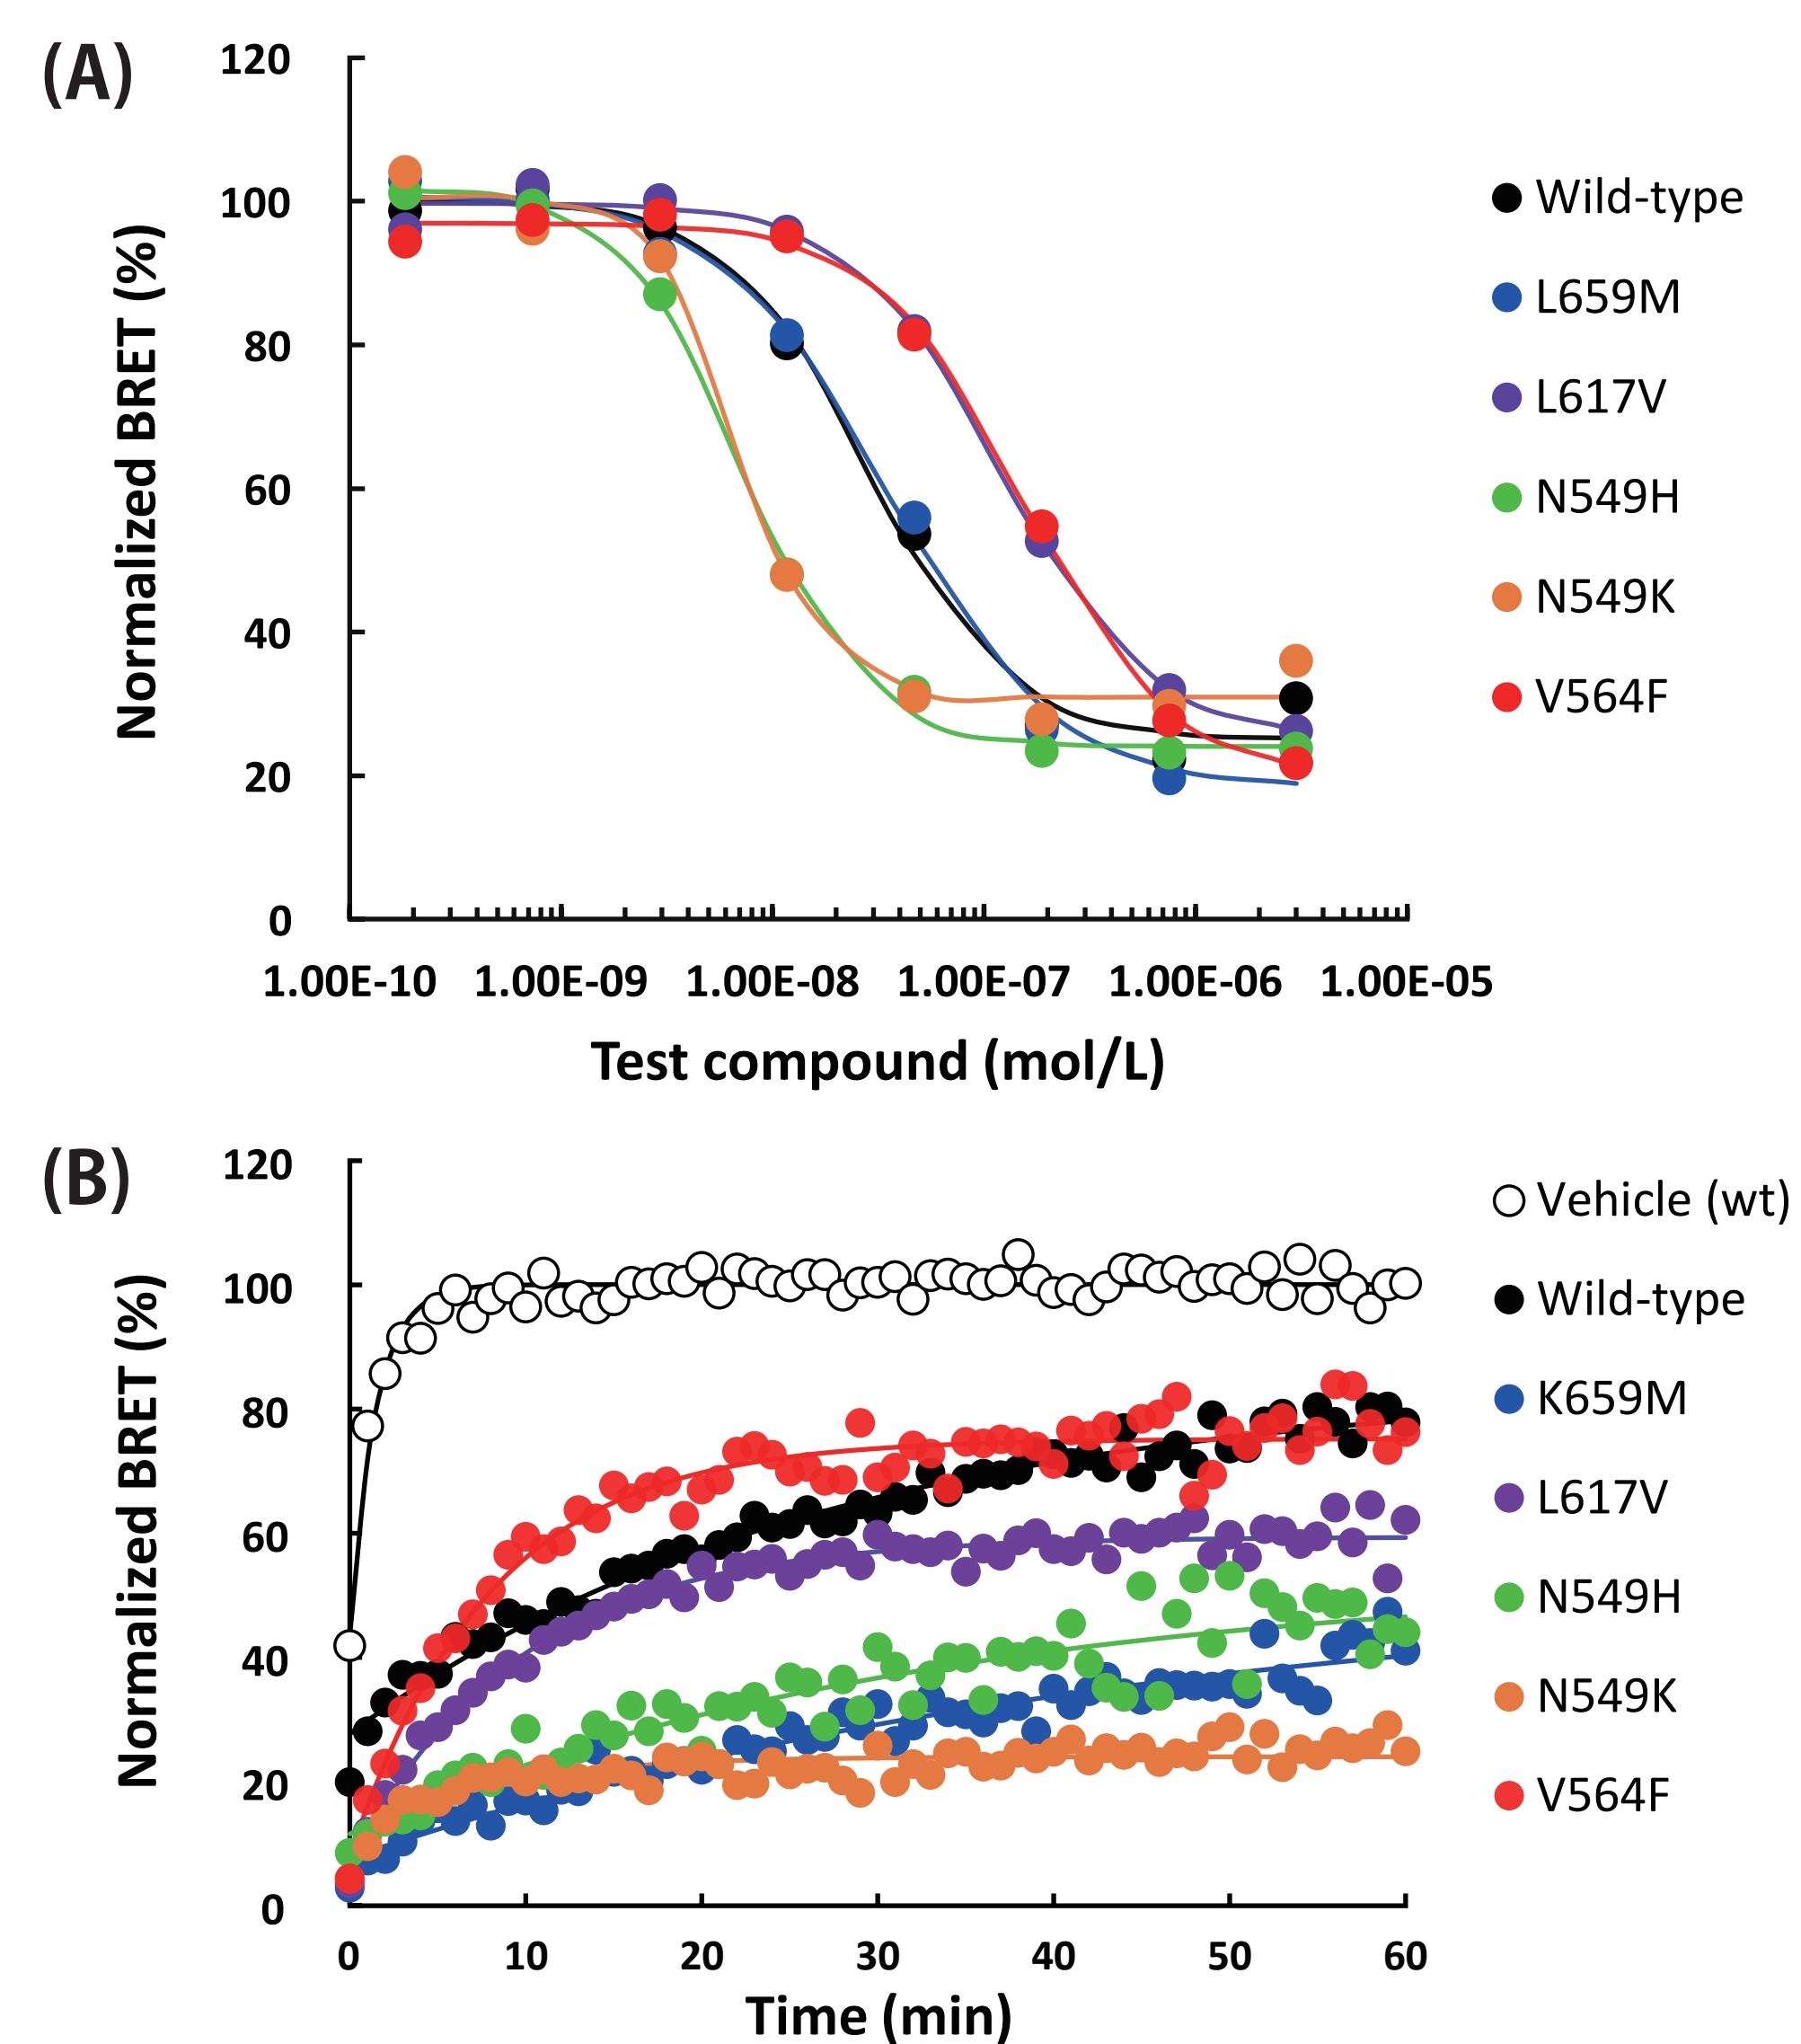 (A)
Normalized BRET (%)
120
100
80
60
40
20
0
1.00E-10 1.00E-09 1.00E-08 1.00E-07 1.00E-06 1.00E-05
Test compound (mol/L)
Wild-type
L659M
L617V
N549H
N549K
V564F
(B)
Normalized BRET (%)
120
100
80
60
40
20
0
0 10 20 30 40 50 60
Time (min)
Vehicle (wt)
Wild-type
K659M
L617V
N549H
N549K
V564F